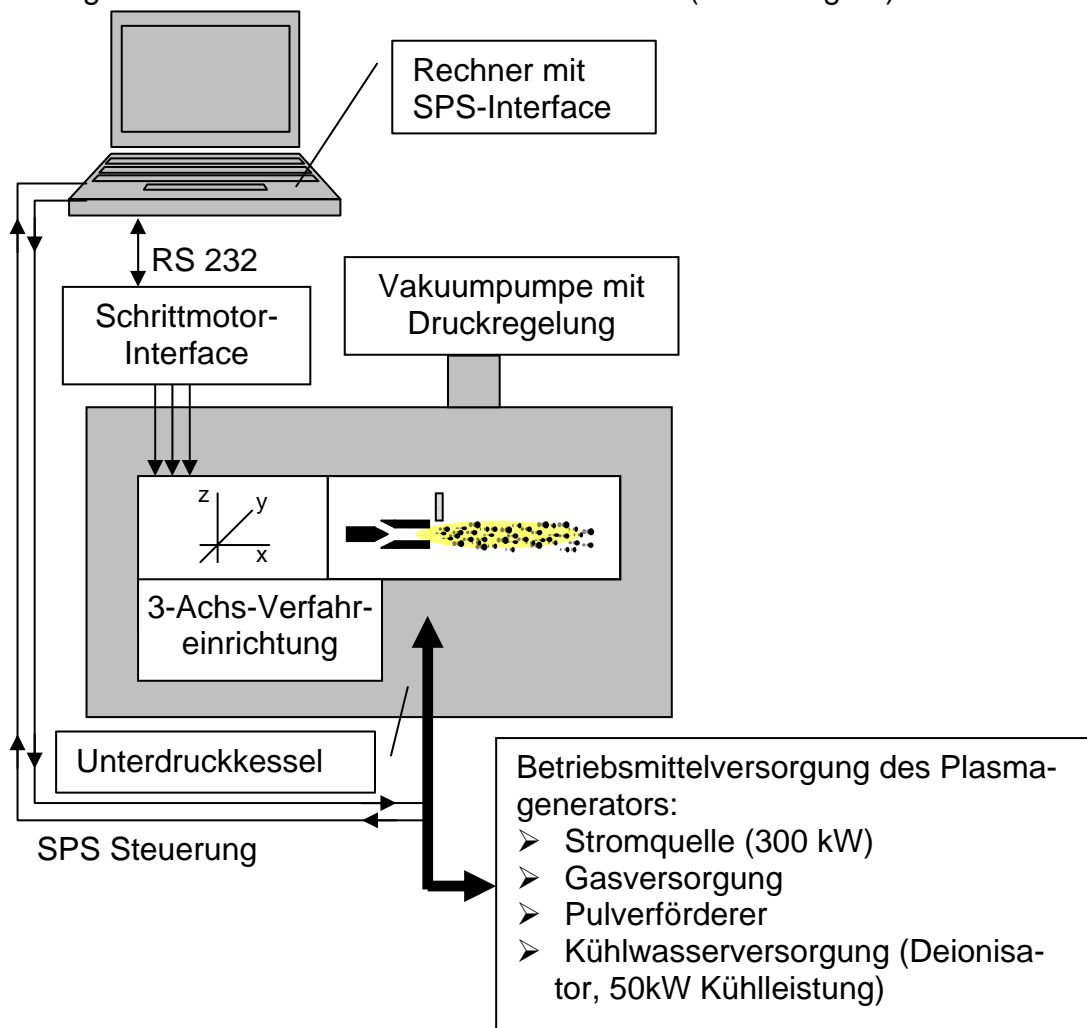 Rechner mit
SPS-Interface
RS 232
Schrittmotor-
Interface
Vakuumpumpe mit
Druckregelung
z
y
x
3-Achs-Verfahr-
einrichtung
Unterdruckkessel
SPS Steuerung
Betriebsmittelversorgung des Plasma-
generators:
➢ Stromquelle (300 kW)
➢ Gasversorgung
➢ Pulverförderer
➢ Kühlwasserversorgung (Deionisa-
tor, 50kW Kühlleistung)